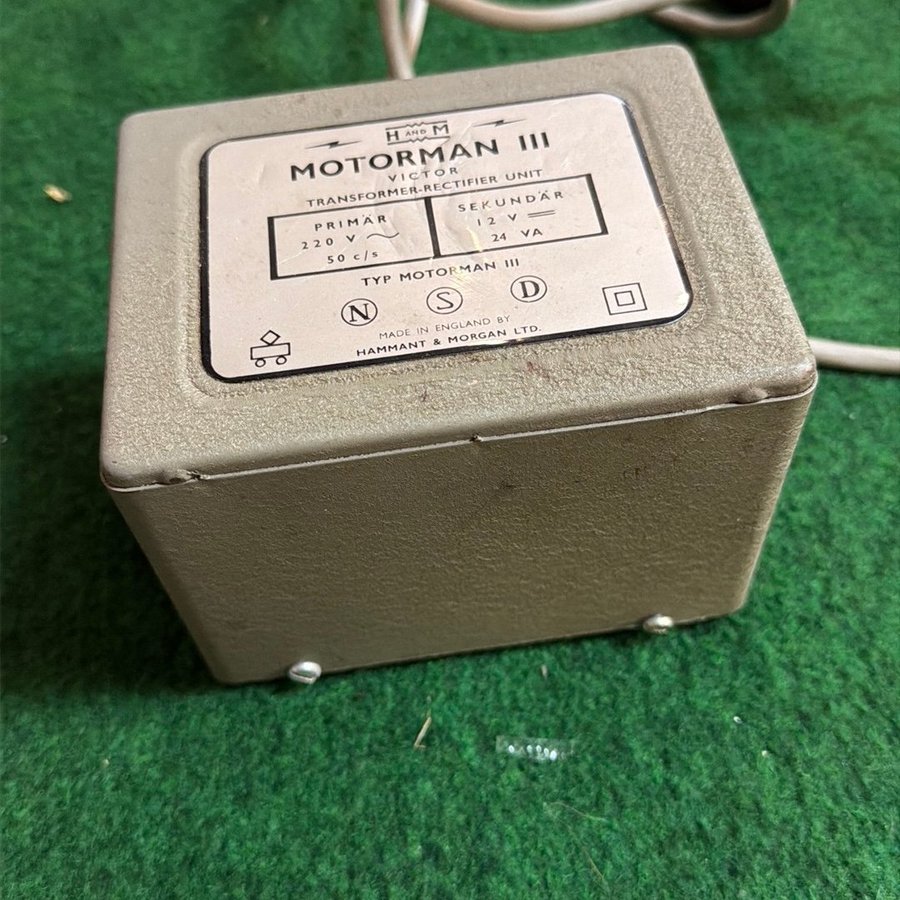 H AND M
MOTORMAN III
VICTOR
TRANSFORMER-RECTIFIER UNIT
PRIMÄR
220 V ~
50 c/s
SEKUNDÄR
12 V ⎓
24 VA
TYP MOTORMAN III
N S D
MADE IN ENGLAND BY
HAMMANT & MORGAN LTD.